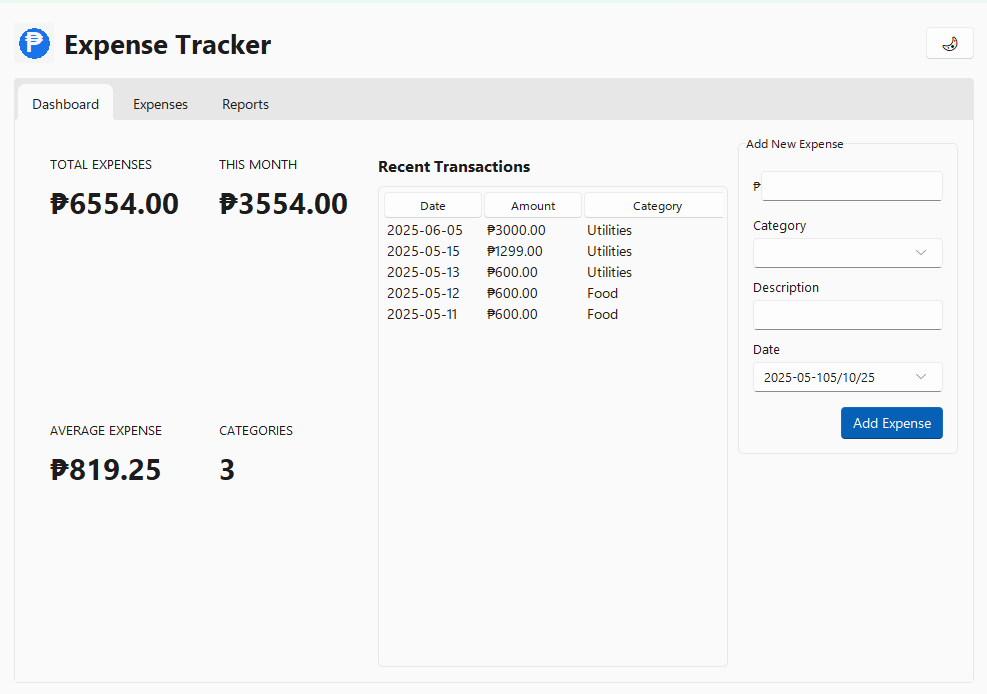 Expense Tracker
Dashboard Expenses Reports
TOTAL EXPENSES THIS MONTH
₱6554.00 ₱3554.00
AVERAGE EXPENSE CATEGORIES
₱819.25 3
Recent Transactions
Date Amount Category
2025-06-05 ₱3000.00 Utilities
2025-05-15 ₱1299.00 Utilities
2025-05-13 ₱600.00 Utilities
2025-05-12 ₱600.00 Food
2025-05-11 ₱600.00 Food
Add New Expense
₱
Category
Description
Date
2025-05-105/10/25
Add Expense